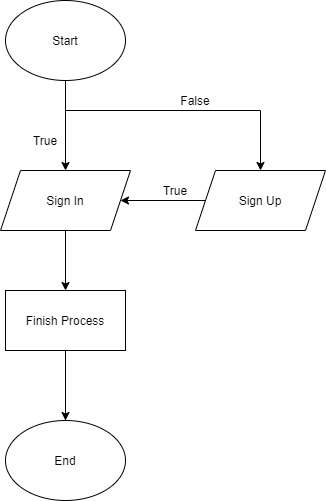 Start
False
True
Sign In
True
Sign Up
Finish Process
End